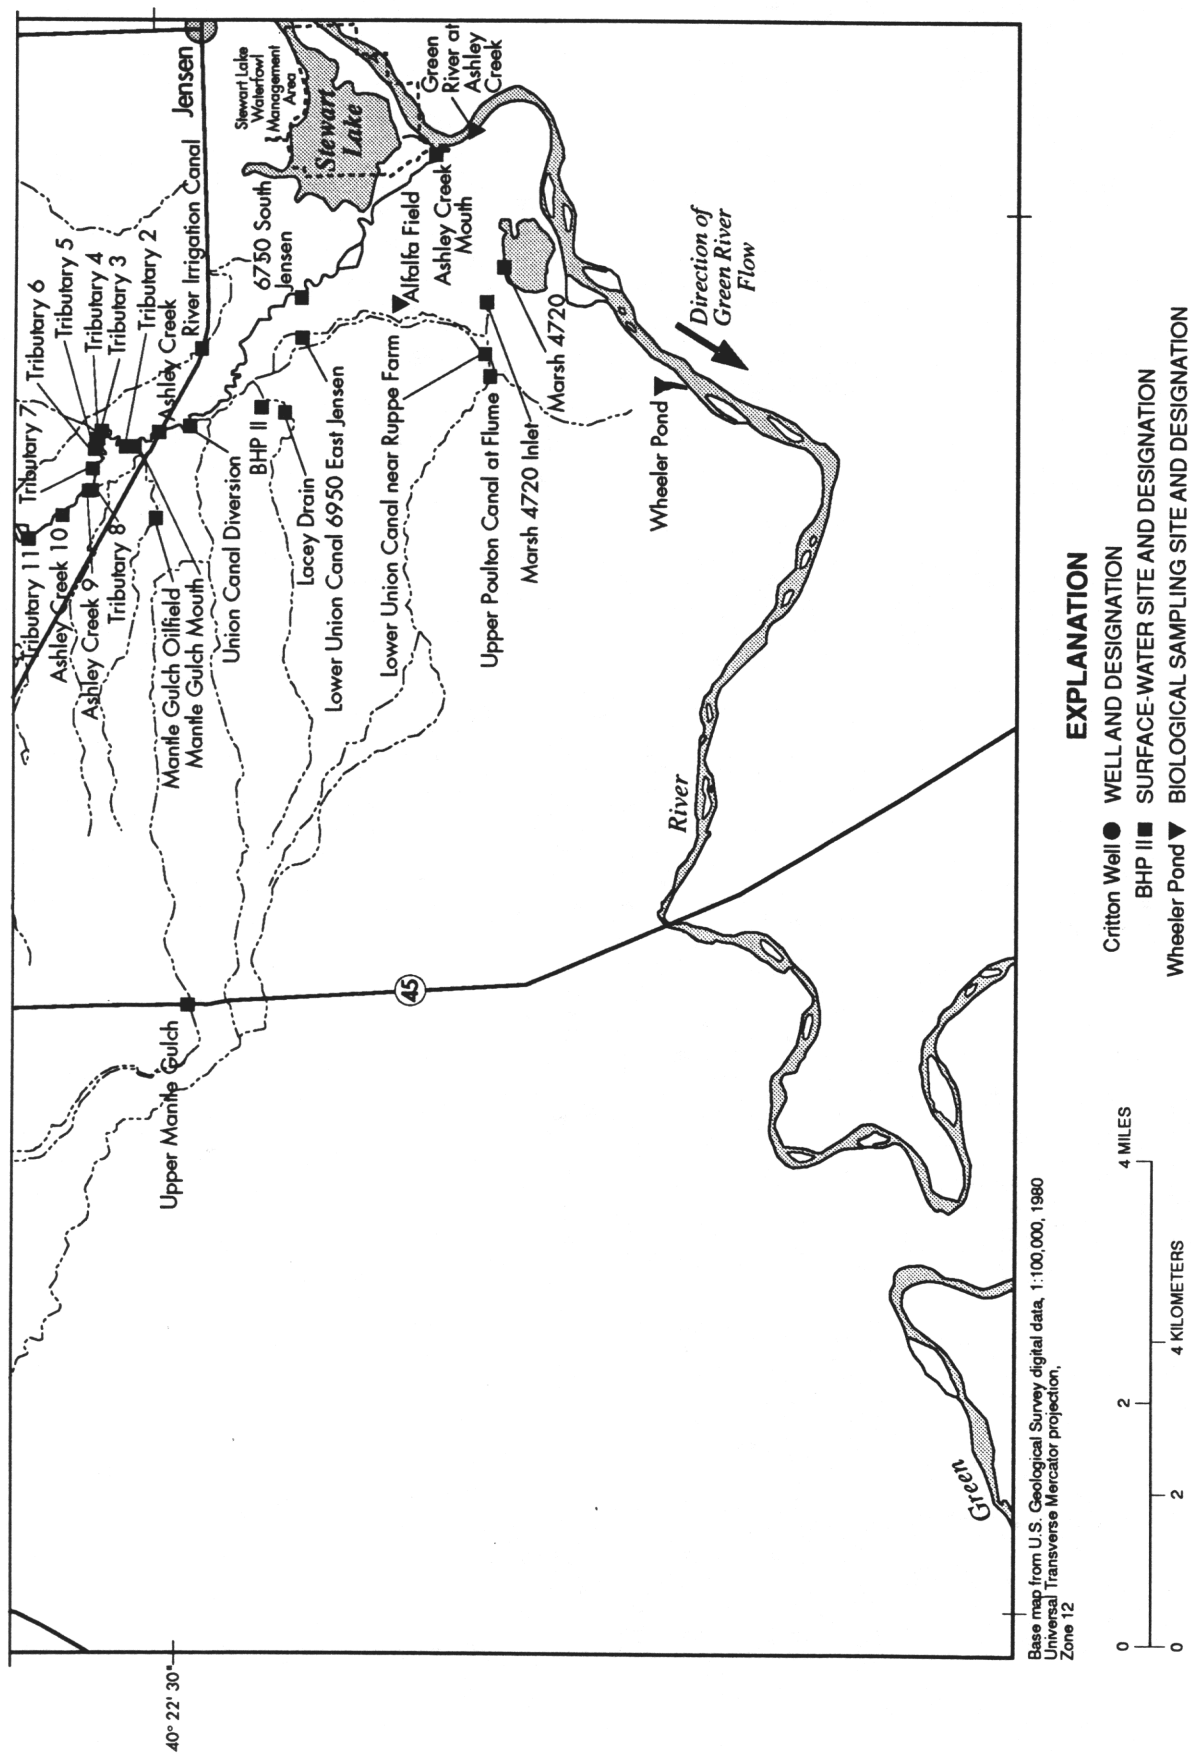 Jensen
Stewart Lake
Waterfowl
Management
Area
Stewart
Lake
Green
River at
Ashley
Creek
River Irrigation Canal
6750 South
Jensen
Alfalfa Field
Ashley Creek
Mouth
Tributary 6
Tributary 5
Tributary 4
Tributary 3
Tributary 2
Ashley Creek
Tributary 7
Tributary 11
Ashley Creek 10
Ashley Creek 9
Tributary 8
Mantle Gulch Oilfield
Mantle Gulch Mouth
Union Canal Diversion
BHP II
Lacey Drain
Lower Union Canal 6950 East Jensen
Lower Union Canal near Ruppe Farm
Upper Poulton Canal at Flume
Marsh 4720 Inlet
Marsh 4720
Direction of
Green River
Flow
Wheeler Pond
River
45
Upper Mantle Gulch
Green
40° 22' 30"
Base map from U.S. Geological Survey digital data, 1:100,000, 1980
Universal Transverse Mercator projection,
Zone 12
0 2 4 MILES
0 2 4 KILOMETERS
EXPLANATION
Critton Well WELL AND DESIGNATION
BHP II SURFACE-WATER SITE AND DESIGNATION
Wheeler Pond BIOLOGICAL SAMPLING SITE AND DESIGNATION